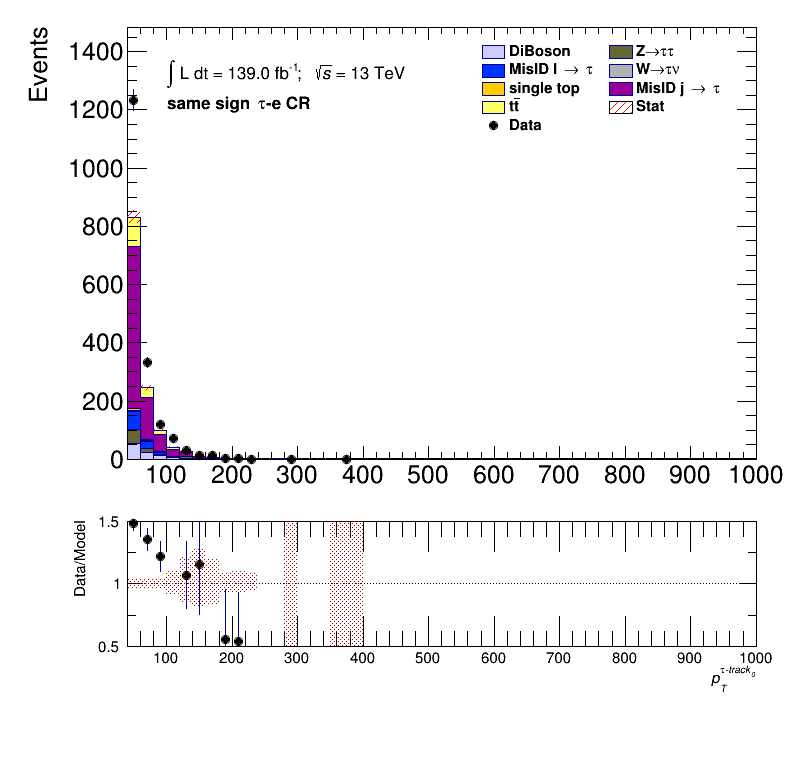 Events
1400
1200
1000
800
600
400
200
0
∫ L dt = 139.0 fb⁻¹; √s = 13 TeV
same sign τ-e CR
DiBoson
MisID l → τ
single top
tt̄
Data
Z→ττ
W→τν
MisID j → τ
Stat
100 200 300 400 500 600 700 800 900 1000
Data/Model
1.5
1
0.5
100 200 300 400 500 600 700 800 900 1000
p_T^{τ-track₀}